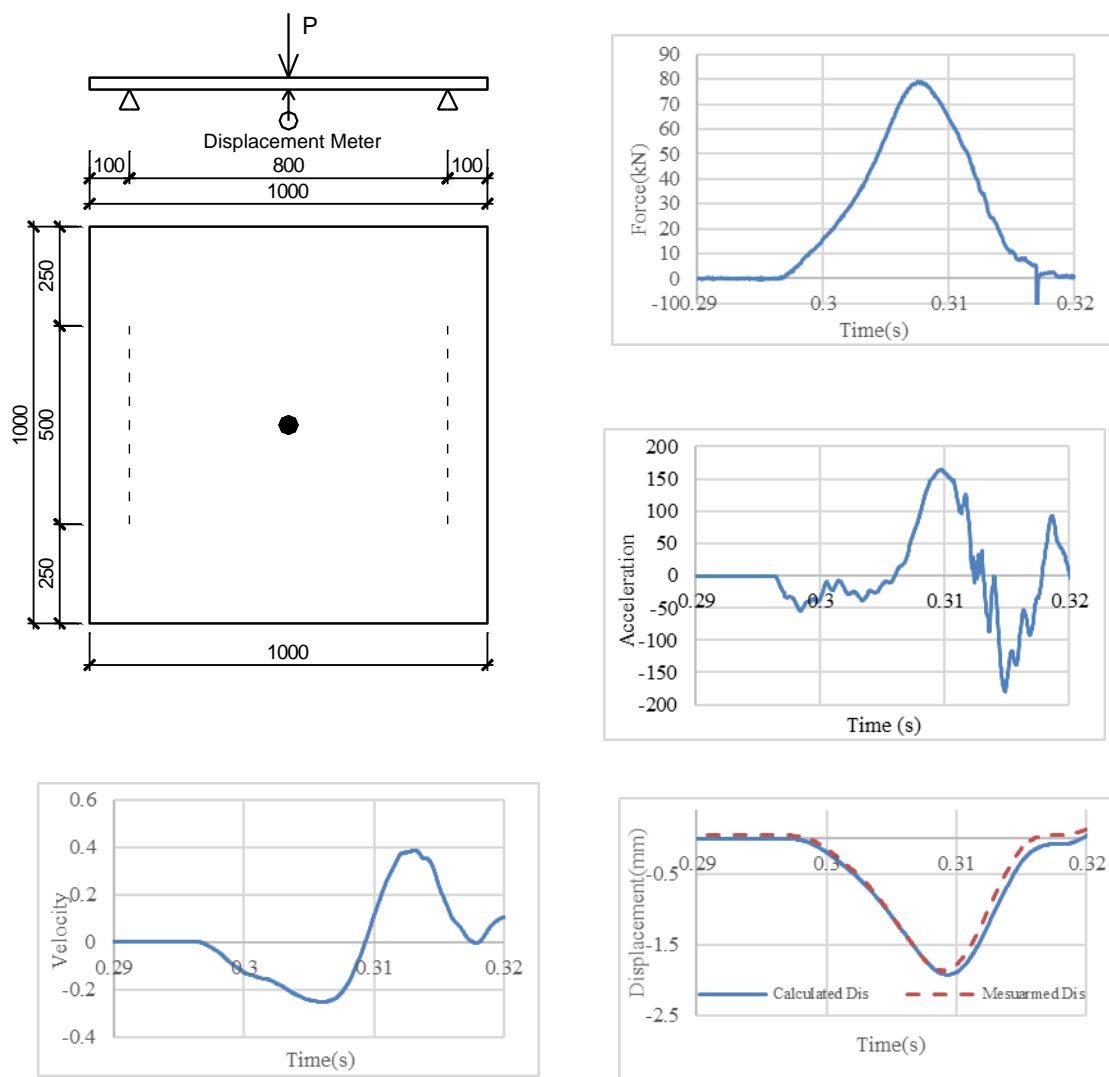 P
Displacement Meter
100 800 100
1000
250
500
250
1000
1000
90
80
70
60
50
40
30
20
10
0
-10
0.29 0.3 0.31 0.32
Force(kN)
Time(s)
200
150
100
50
0
-50
-100
-150
-200
0.29 0.3 0.31 0.32
Acceleration
Time (s)
0.6
0.4
0.2
0
-0.2
-0.4
0.29 0.3 0.31 0.32
Velocity
Time(s)
-0.5
-1.5
-2.5
0.29 0.3 0.31 0.32
Displacement(mm)
Calculated Dis Mesuarmed Dis
Time(s)